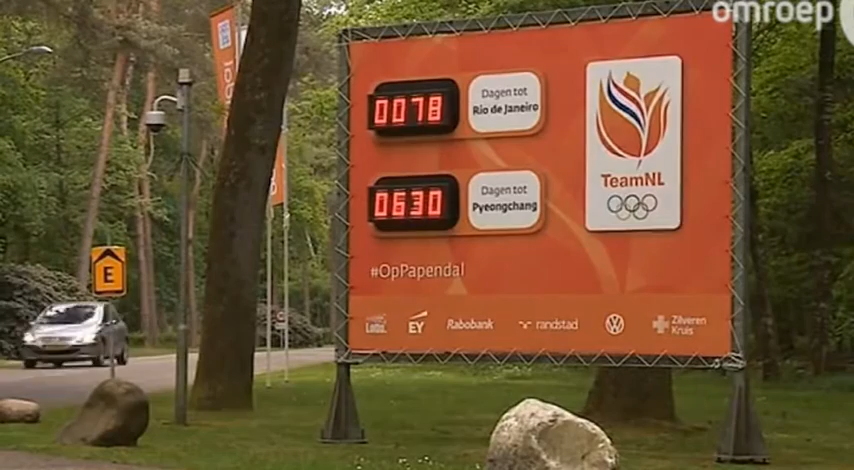 omroep
0078
Dagen tot
Rio de Janeiro
0630
Dagen tot
Pyeongchang
TeamNL
#OpPapendal
Lotto.
EY
Rabobank
randstad
Zilveren
Kruis
E